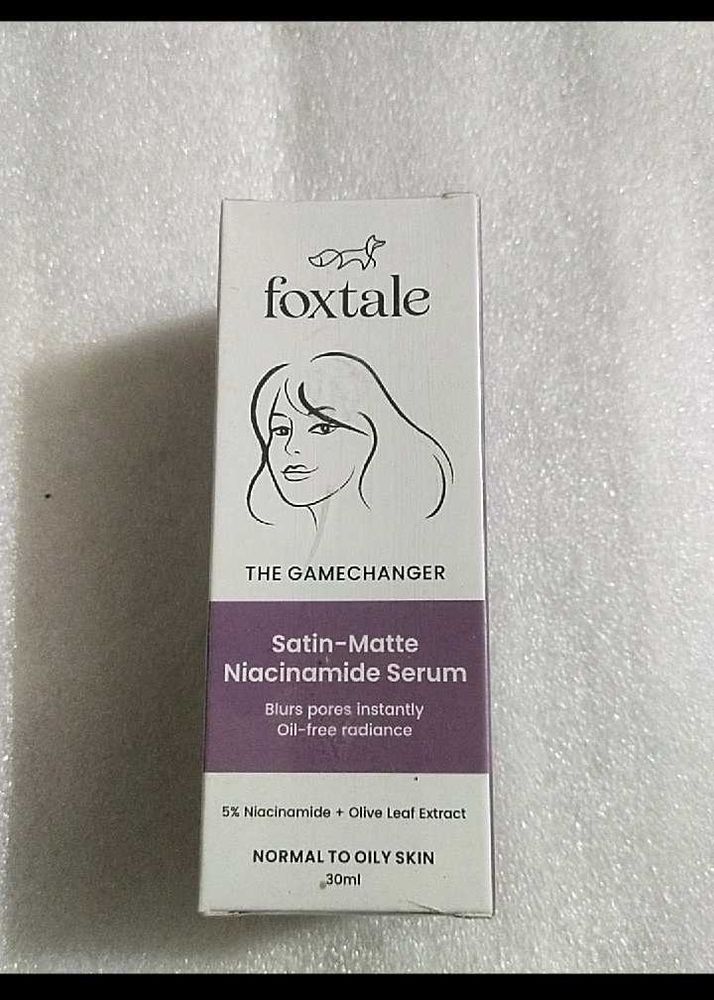 foxtale
THE GAMECHANGER
Satin-Matte
Niacinamide Serum
Blurs pores instantly
Oil-free radiance
5% Niacinamide + Olive Leaf Extract
NORMAL TO OILY SKIN
30ml